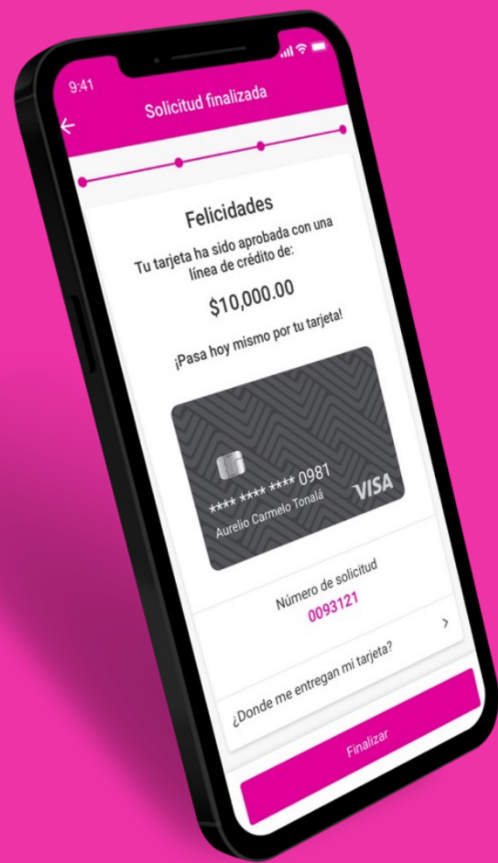 9:41
Solicitud finalizada
Felicidades
Tu tarjeta ha sido aprobada con una
línea de crédito de:
$10,000.00
¡Pasa hoy mismo por tu tarjeta!
**** **** **** 0981
Aurelio Carmelo Tonalá
VISA
Número de solicitud
0093121
¿Donde me entregan mi tarjeta?
Finalizar